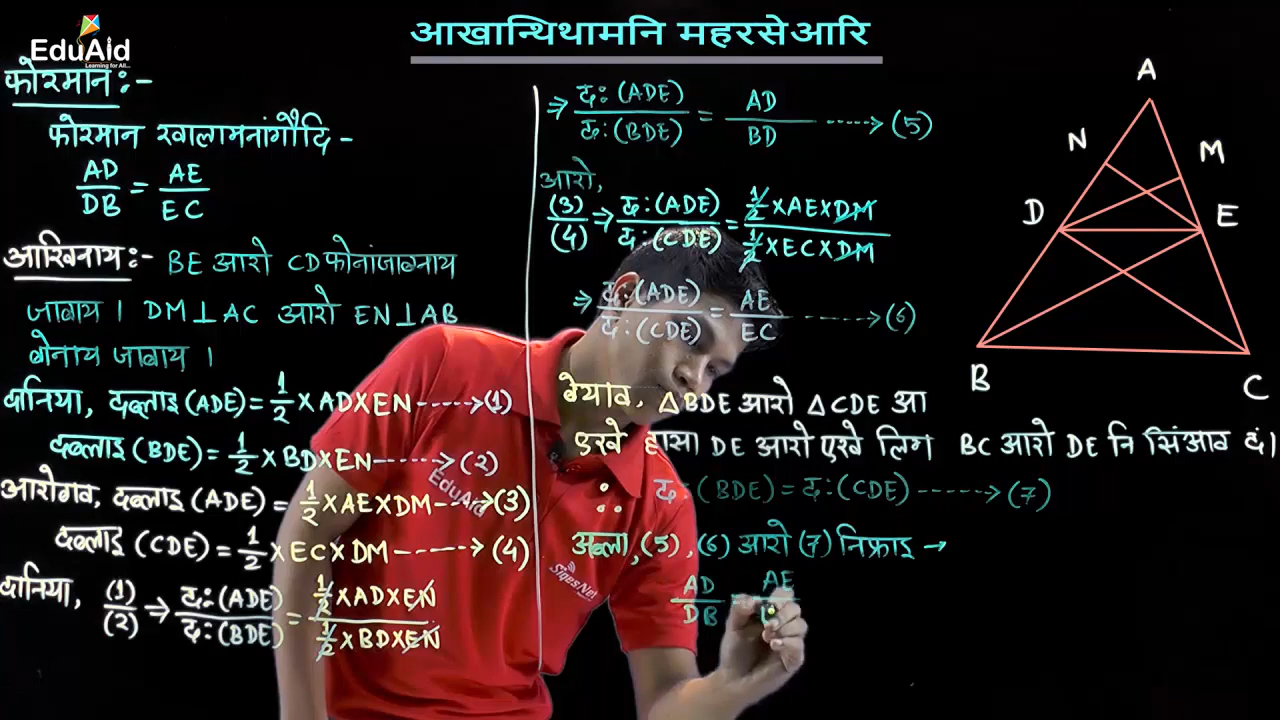 EduAid
Learning for All...
आखान्थिथामनि महरसेआरि
फोरमान :-
फोरमान खालामनांगौदि -
AD/DB = AE/EC
आखिनाय :- BE आरो CD फोनांजाबनाय
जाबाय । DM⊥AC आरो EN⊥AB
बोनाय जाबाय ।
दानिया, दब्लाइ (ADE) = 1/2 × AD × EN ------> (1)
दब्लाइ (BDE) = 1/2 × BD × EN ------> (2)
आरोगाव, दब्लाइ (ADE) = 1/2 × AE × DM ---> (3)
दब्लाइ (CDE) = 1/2 × EC × DM ------> (4)
दानिया, (1)/(2) ⇒ द: (ADE)/द: (BDE) = 1/2 × AD × EN / 1/2 × BD × EN
⇒ द: (ADE)/द: (BDE) = AD/BD ------> (5)
आरो,
(3)/(4) ⇒ द: (ADE)/द: (CDE) = 1/2 × AE × DM / 1/2 × EC × DM
⇒ द: (ADE)/द: (CDE) = AE/EC ------> (6)
बेयाव, △BDE आरो △CDE आ
एखे हासा DE आरो एखे लिग BC आरो DE नि सिंआव दं।
∴ द: (BDE) = द: (CDE) ------> (7)
∴ अब्ला, (5), (6) आरो (7) निफ्राइ →
AD/DB = AE
A
N
M
D
E
B
C
EduAid